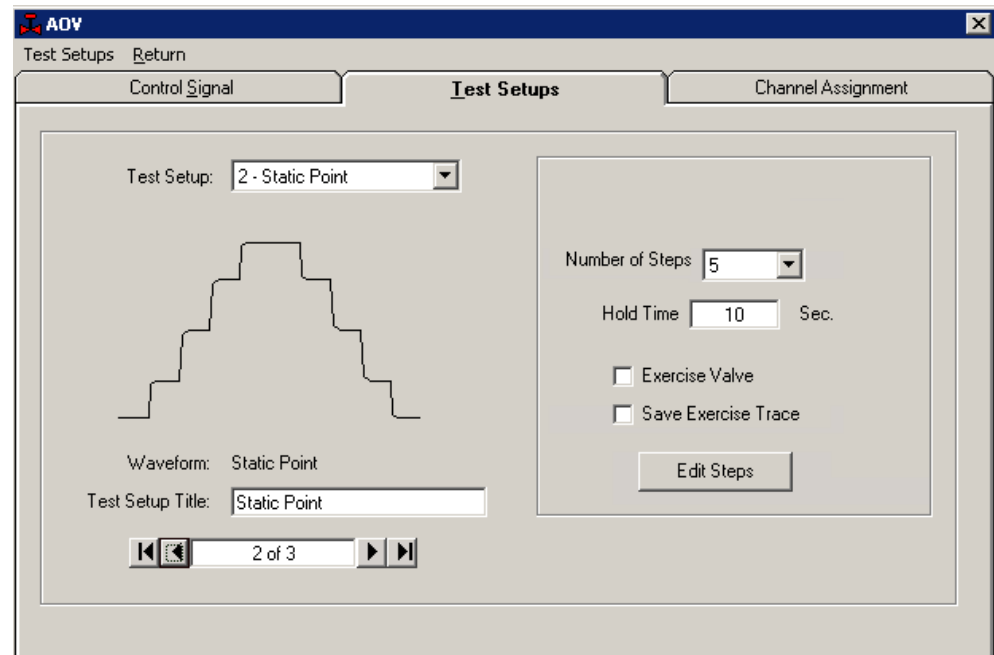 AOV
Test Setups Return
Control Signal Test Setups Channel Assignment
Test Setup: 2 - Static Point
Number of Steps 5
Hold Time 10 Sec.
Exercise Valve
Save Exercise Trace
Edit Steps
Waveform: Static Point
Test Setup Title: Static Point
2 of 3